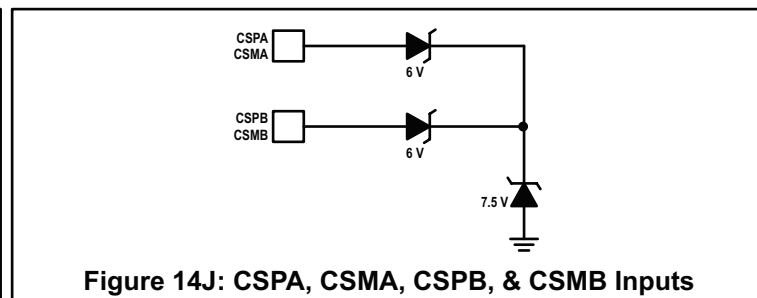 CSPA
CSMA
6 V
CSPB
CSMB
6 V
7.5 V
Figure 14J: CSPA, CSMA, CSPB, & CSMB Inputs